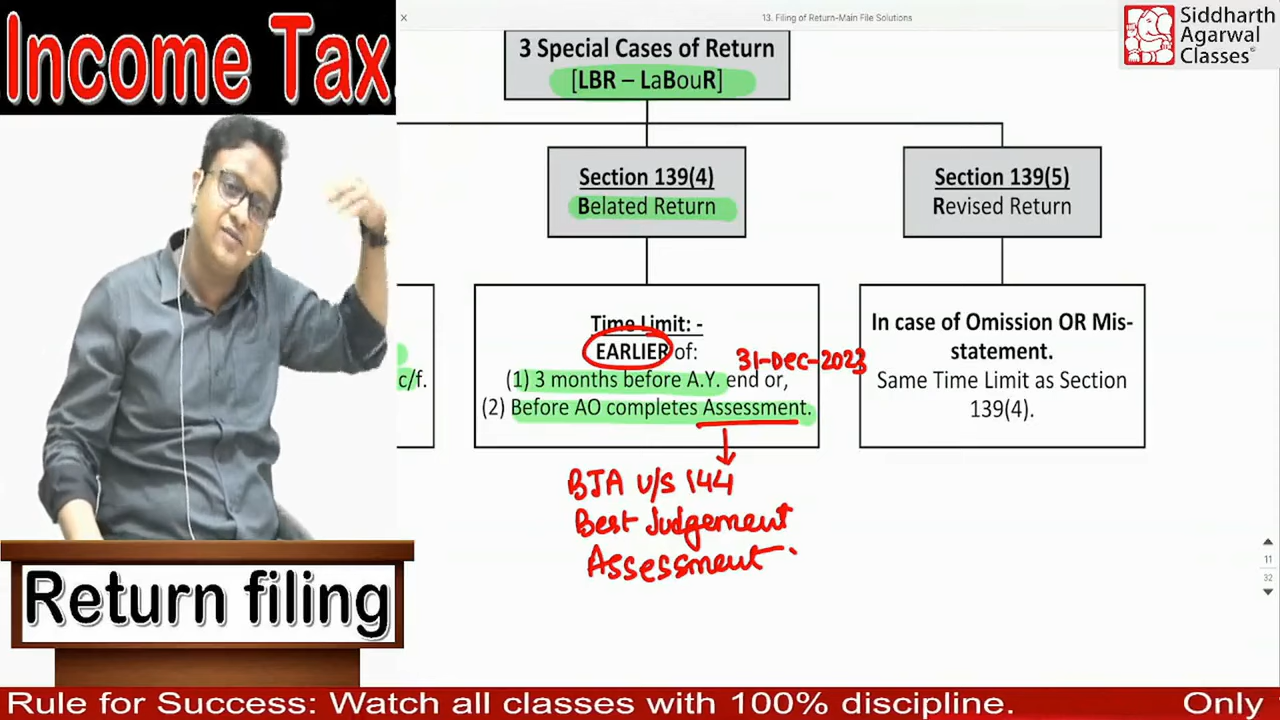 Income Tax
13. Filing of Return-Main File Solutions
Siddharth
Agarwal
Classes
3 Special Cases of Return
[LBR – LaBouR]
Section 139(4)
Belated Return
Section 139(5)
Revised Return
c/f.
Time Limit: -
EARLIER of:
31-Dec-2023
(1) 3 months before A.Y. end or,
(2) Before AO completes Assessment.
BJA u/s 144
Best Judgement
Assessment
In case of Omission OR Mis-
statement.
Same Time Limit as Section
139(4).
11
32
Return filing
Rule for Success: Watch all classes with 100% discipline.
Only